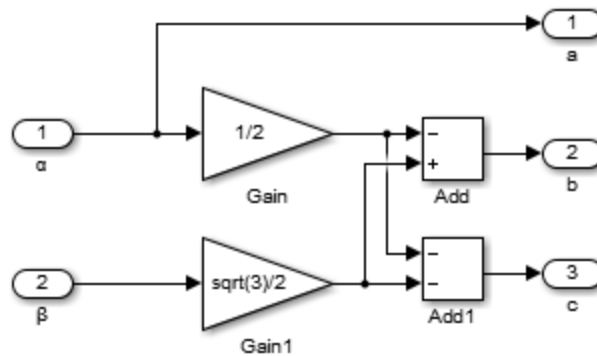 1
a
1
α
1/2
Gain
−
+
Add
2
b
2
β
sqrt(3)/2
Gain1
−
−
Add1
3
c